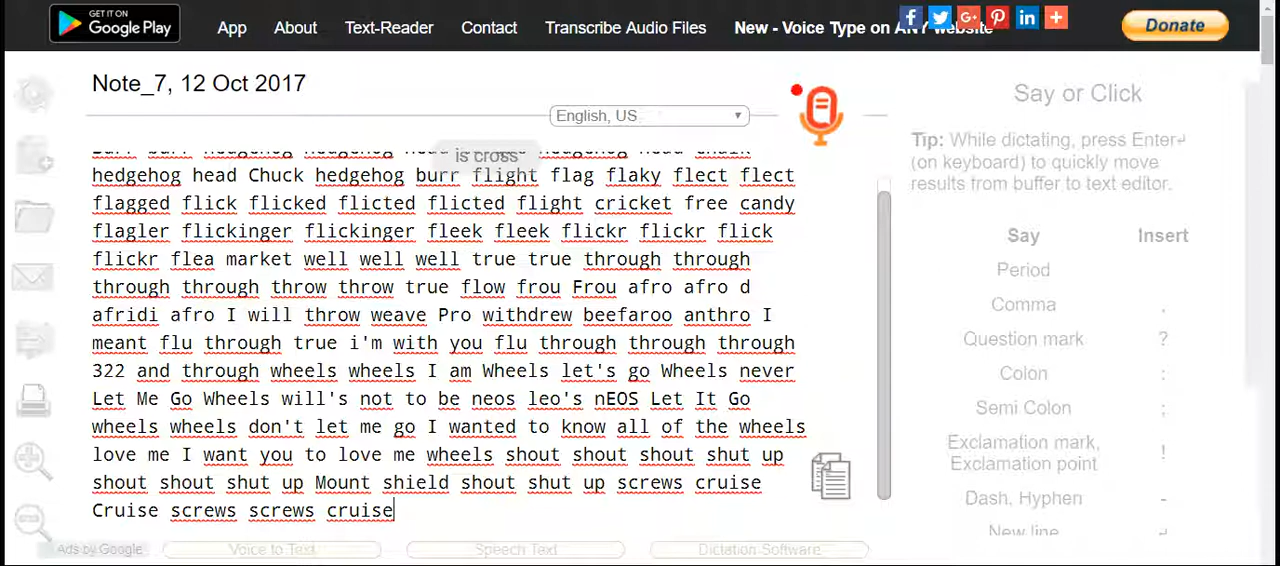 GET IT ON
Google Play
App
About
Text-Reader
Contact
Transcribe Audio Files
New - Voice Type on ANY website
Donate
Note_7, 12 Oct 2017
English, US
is cross
hedgehog head Chuck hedgehog burr flight flag flaky flect flect
flagged flick flicked flicted flicted flight cricket free candy
flagler flickinger flickinger fleek fleek flickr flickr flick
flickr flea market well well well true true through through
through through throw throw true flow frou Frou afro afro d
afridi afro I will throw weave Pro withdrew beefaroo anthro I
meant flu through true i'm with you flu through through through
322 and through wheels wheels I am Wheels let's go Wheels never
Let Me Go Wheels will's not to be neos leo's nEOS Let It Go
wheels wheels don't let me go I wanted to know all of the wheels
love me I want you to love me wheels shout shout shout shut up
shout shout shut up Mount shield shout shut up screws cruise
Cruise screws screws cruise
Say or Click
Tip: While dictating, press Enter↵
(on keyboard) to quickly move
results from buffer to text editor.
Say Insert
Period .
Comma ,
Question mark ?
Colon :
Semi Colon ;
Exclamation mark,
Exclamation point !
Dash, Hyphen -
New line ↵
Ads by Google
Voice to Text
Speech Text
Dictation Software